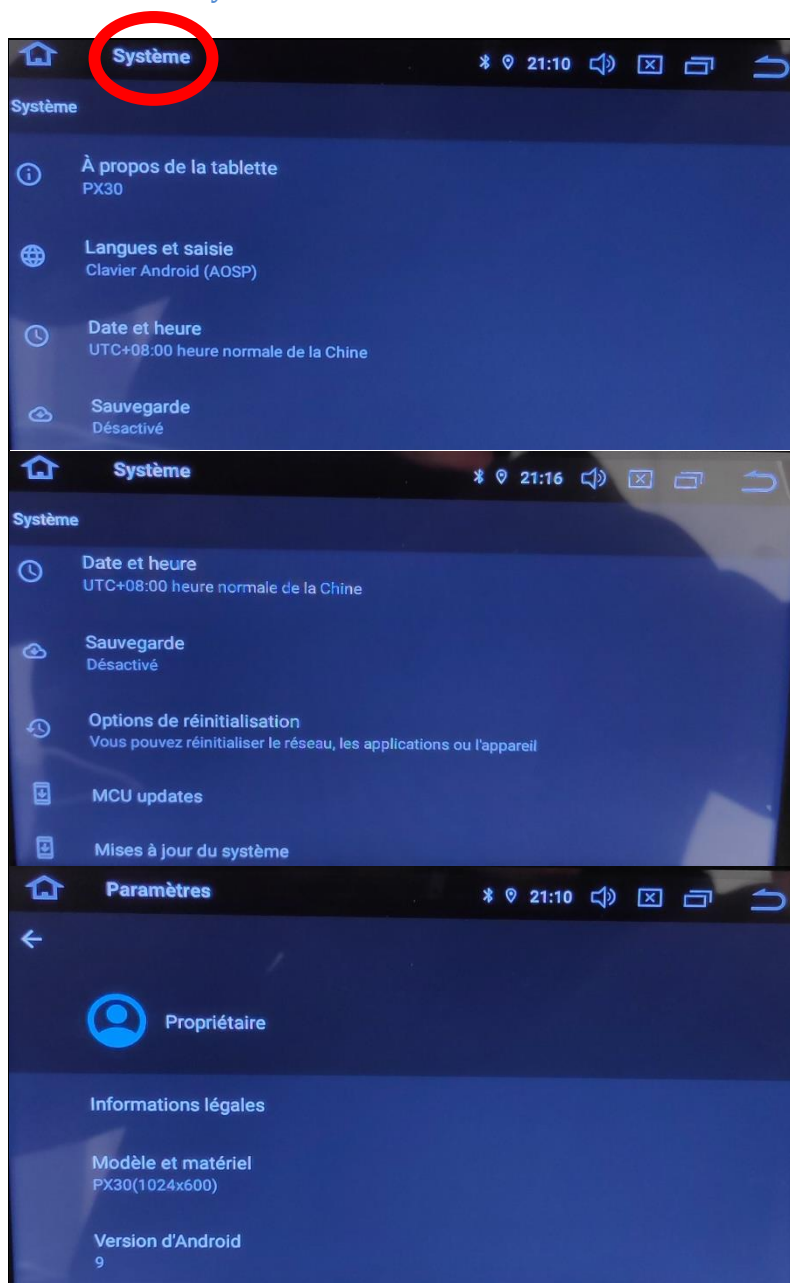 Système
21:10
Système
À propos de la tablette
PX30
Langues et saisie
Clavier Android (AOSP)
Date et heure
UTC+08:00 heure normale de la Chine
Sauvegarde
Désactivé
Système
21:16
Système
Date et heure
UTC+08:00 heure normale de la Chine
Sauvegarde
Désactivé
Options de réinitialisation
Vous pouvez réinitialiser le réseau, les applications ou l'appareil
MCU updates
Mises à jour du système
Paramètres
21:10
Propriétaire
Informations légales
Modèle et matériel
PX30(1024x600)
Version d'Android
9